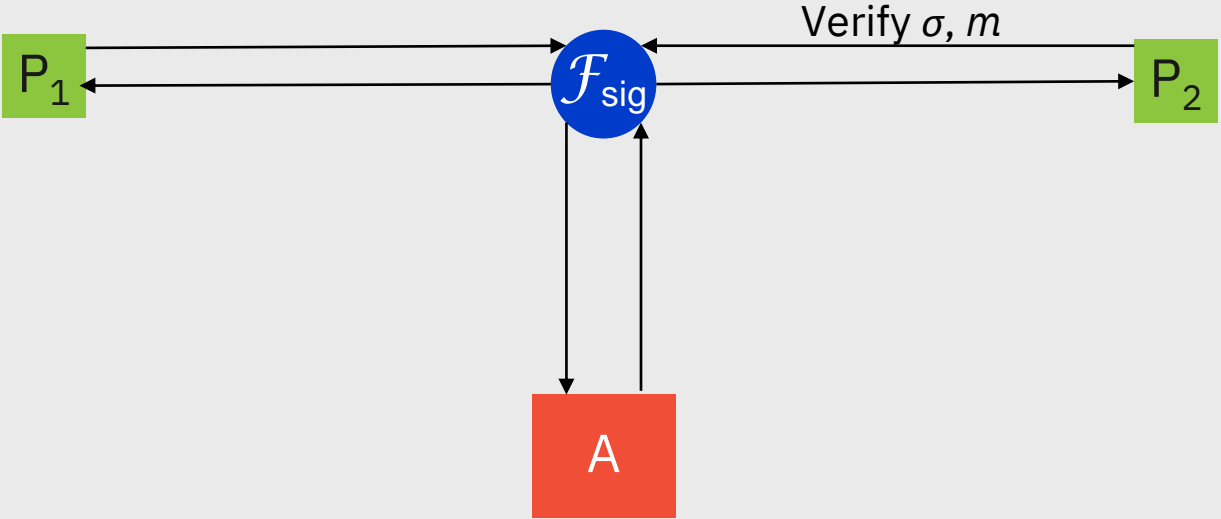 Verify σ, m
P₁
ℱsig
P₂
A